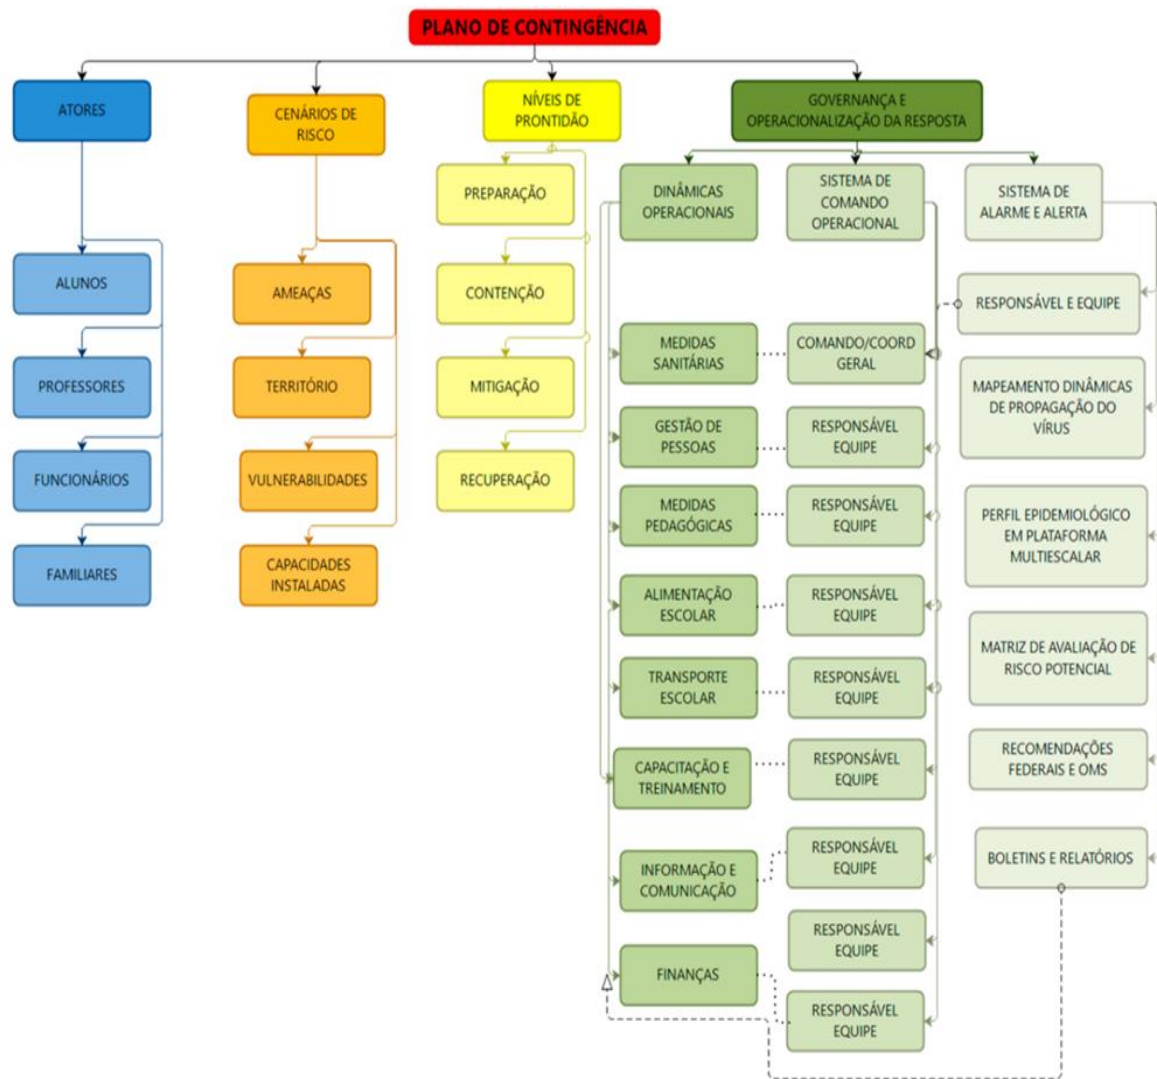 PLANO DE CONTINGÊNCIA
ATORES
CENÁRIOS DE
RISCO
NÍVEIS DE
PRONTIDÃO
GOVERNANÇA E
OPERACIONALIZAÇÃO DA RESPOSTA
ALUNOS
PROFESSORES
FUNCIONÁRIOS
FAMILIARES
AMEAÇAS
TERRITÓRIO
VULNERABILIDADES
CAPACIDADES
INSTALADAS
PREPARAÇÃO
CONTENÇÃO
MITIGAÇÃO
RECUPERAÇÃO
DINÂMICAS
OPERACIONAIS
MEDIDAS
SANITÁRIAS
GESTÃO DE
PESSOAS
MEDIDAS
PEDAGÓGICAS
ALIMENTAÇÃO
ESCOLAR
TRANSPORTE
ESCOLAR
CAPACITAÇÃO E
TREINAMENTO
INFORMAÇÃO E
COMUNICAÇÃO
FINANÇAS
SISTEMA DE
COMANDO
OPERACIONAL
COMANDO/COORD
GERAL
RESPONSÁVEL
EQUIPE
RESPONSÁVEL
EQUIPE
RESPONSÁVEL
EQUIPE
RESPONSÁVEL
EQUIPE
RESPONSÁVEL
EQUIPE
RESPONSÁVEL
EQUIPE
RESPONSÁVEL
EQUIPE
RESPONSÁVEL
EQUIPE
SISTEMA DE
ALARME E ALERTA
RESPONSÁVEL E EQUIPE
MAPEAMENTO DINÂMICAS
DE PROPAGAÇÃO DO
VÍRUS
PERFIL EPIDEMIOLÓGICO
EM PLATAFORMA
MULTIESCALAR
MATRIZ DE AVALIAÇÃO DE
RISCO POTENCIAL
RECOMENDAÇÕES
FEDERAIS E OMS
BOLETINS E RELATÓRIOS